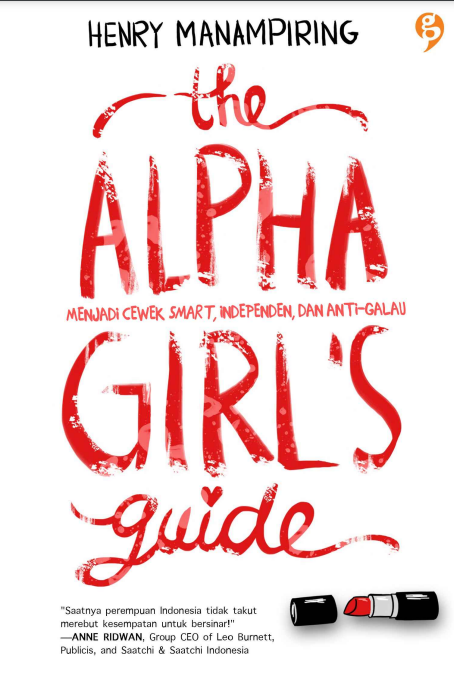 HENRY MANAMPIRING
g
the
ALPHA
MENJADI CEWEK SMART, INDEPENDEN, DAN ANTI-GALAU
GIRL'S
guide
"Saatnya perempuan Indonesia tidak takut
merebut kesempatan untuk bersinar!"
—ANNE RIDWAN, Group CEO of Leo Burnett,
Publicis, and Saatchi & Saatchi Indonesia